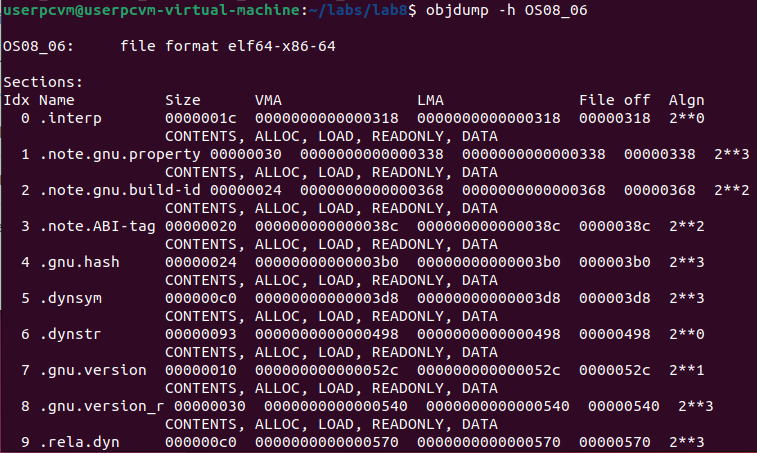 userpcvm@userpcvm-virtual-machine:~/labs/lab8$ objdump -h OS08_06
OS08_06:     file format elf64-x86-64
Sections:
Idx Name          Size      VMA               LMA               File off  Algn
  0 .interp       0000001c  0000000000000318  0000000000000318  00000318  2**0
                  CONTENTS, ALLOC, LOAD, READONLY, DATA
  1 .note.gnu.property 00000030  0000000000000338  0000000000000338  00000338  2**3
                  CONTENTS, ALLOC, LOAD, READONLY, DATA
  2 .note.gnu.build-id 00000024  0000000000000368  0000000000000368  00000368  2**2
                  CONTENTS, ALLOC, LOAD, READONLY, DATA
  3 .note.ABI-tag 00000020  000000000000038c  000000000000038c  0000038c  2**2
                  CONTENTS, ALLOC, LOAD, READONLY, DATA
  4 .gnu.hash     00000024  00000000000003b0  00000000000003b0  000003b0  2**3
                  CONTENTS, ALLOC, LOAD, READONLY, DATA
  5 .dynsym       000000c0  00000000000003d8  00000000000003d8  000003d8  2**3
                  CONTENTS, ALLOC, LOAD, READONLY, DATA
  6 .dynstr       00000093  0000000000000498  0000000000000498  00000498  2**0
                  CONTENTS, ALLOC, LOAD, READONLY, DATA
  7 .gnu.version  00000010  000000000000052c  000000000000052c  0000052c  2**1
                  CONTENTS, ALLOC, LOAD, READONLY, DATA
  8 .gnu.version_r 00000030  0000000000000540  0000000000000540  00000540  2**3
                  CONTENTS, ALLOC, LOAD, READONLY, DATA
  9 .rela.dyn     000000c0  0000000000000570  0000000000000570  00000570  2**3